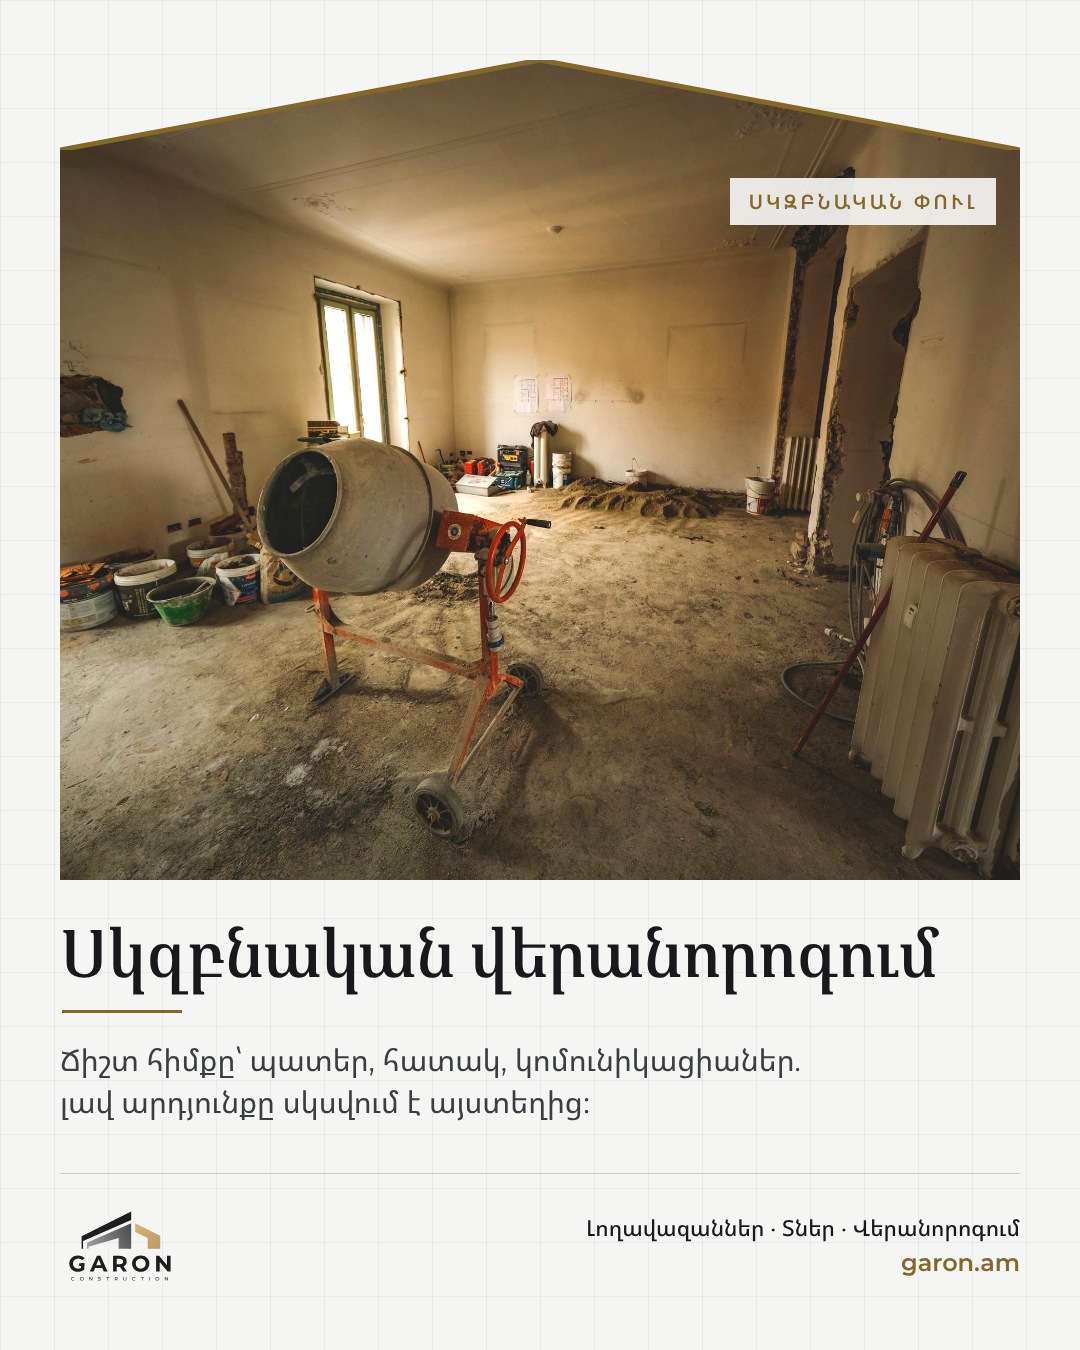 ՍԿԶԲՆԱԿԱՆ ՓՈՒԼ
Սկզբնական վերանորոգում
Ճիշտ հիմքը՝ պատեր, հատակ, կոմունիկացիաներ.
լավ արդյունքը սկսվում է այստեղից:
GARON
CONSTRUCTION
Լողավազաններ · Տներ · Վերանորոգում
garon.am